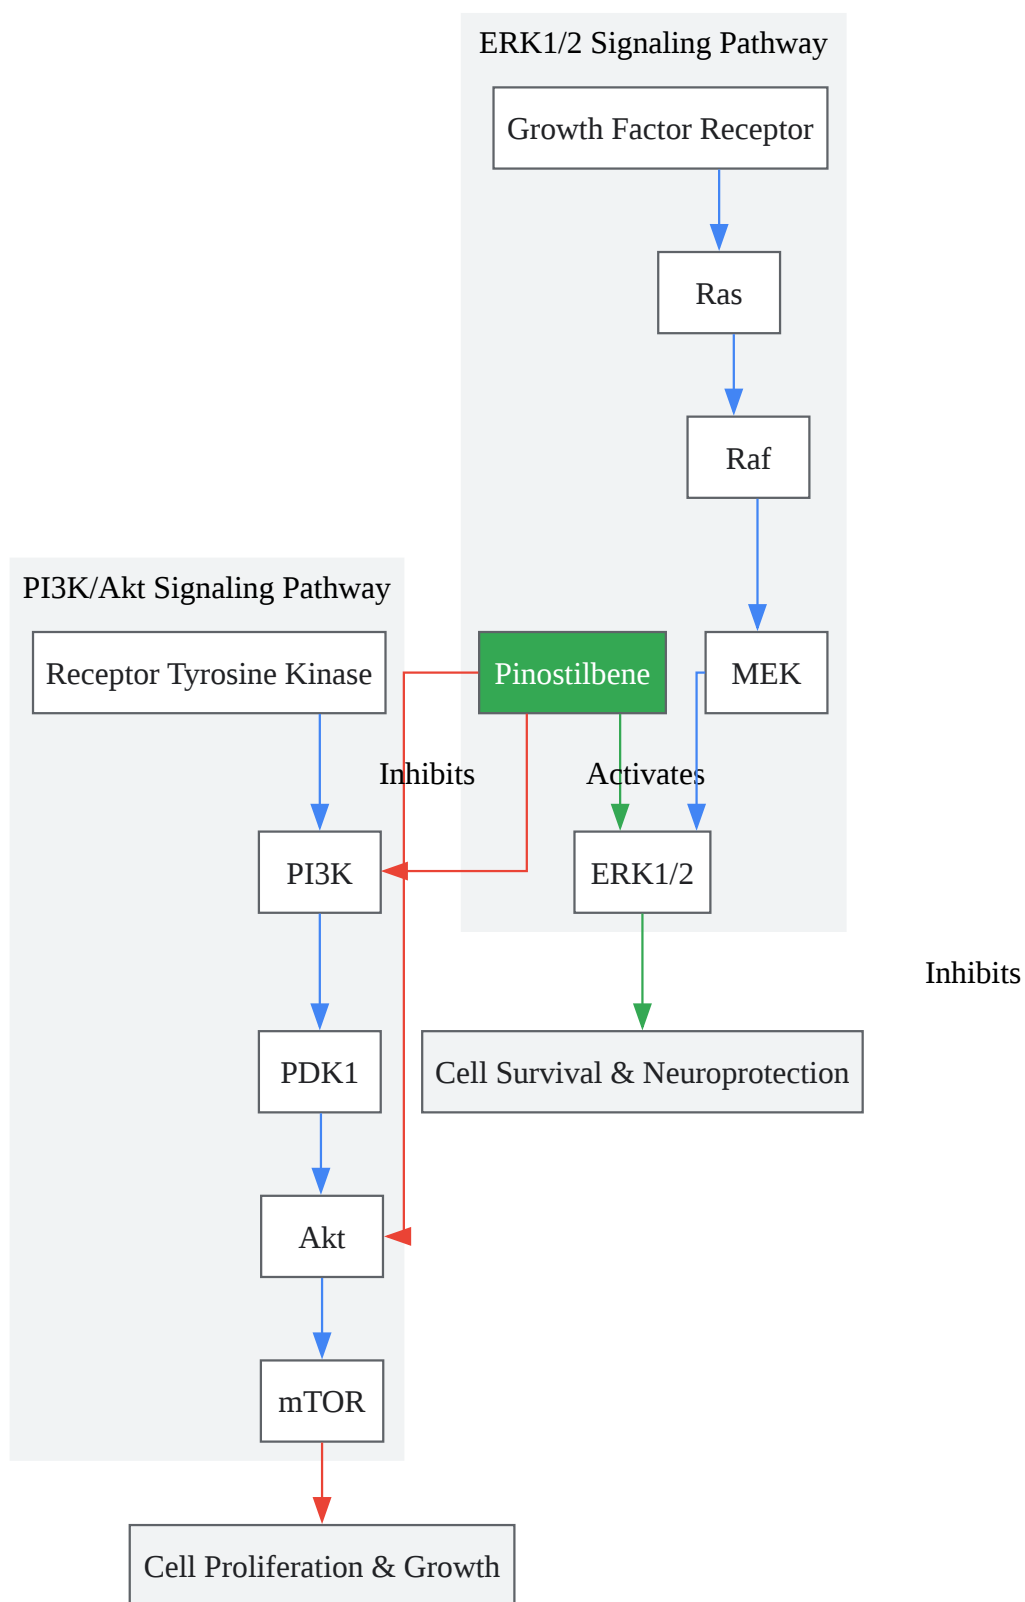 ERK1/2 Signaling Pathway
Growth Factor Receptor
Ras
Raf
PI3K/Akt Signaling Pathway
Receptor Tyrosine Kinase
Pinostilbene
MEK
Inhibits
Activates
PI3K
ERK1/2
Inhibits
PDK1
Cell Survival & Neuroprotection
Akt
mTOR
Cell Proliferation & Growth